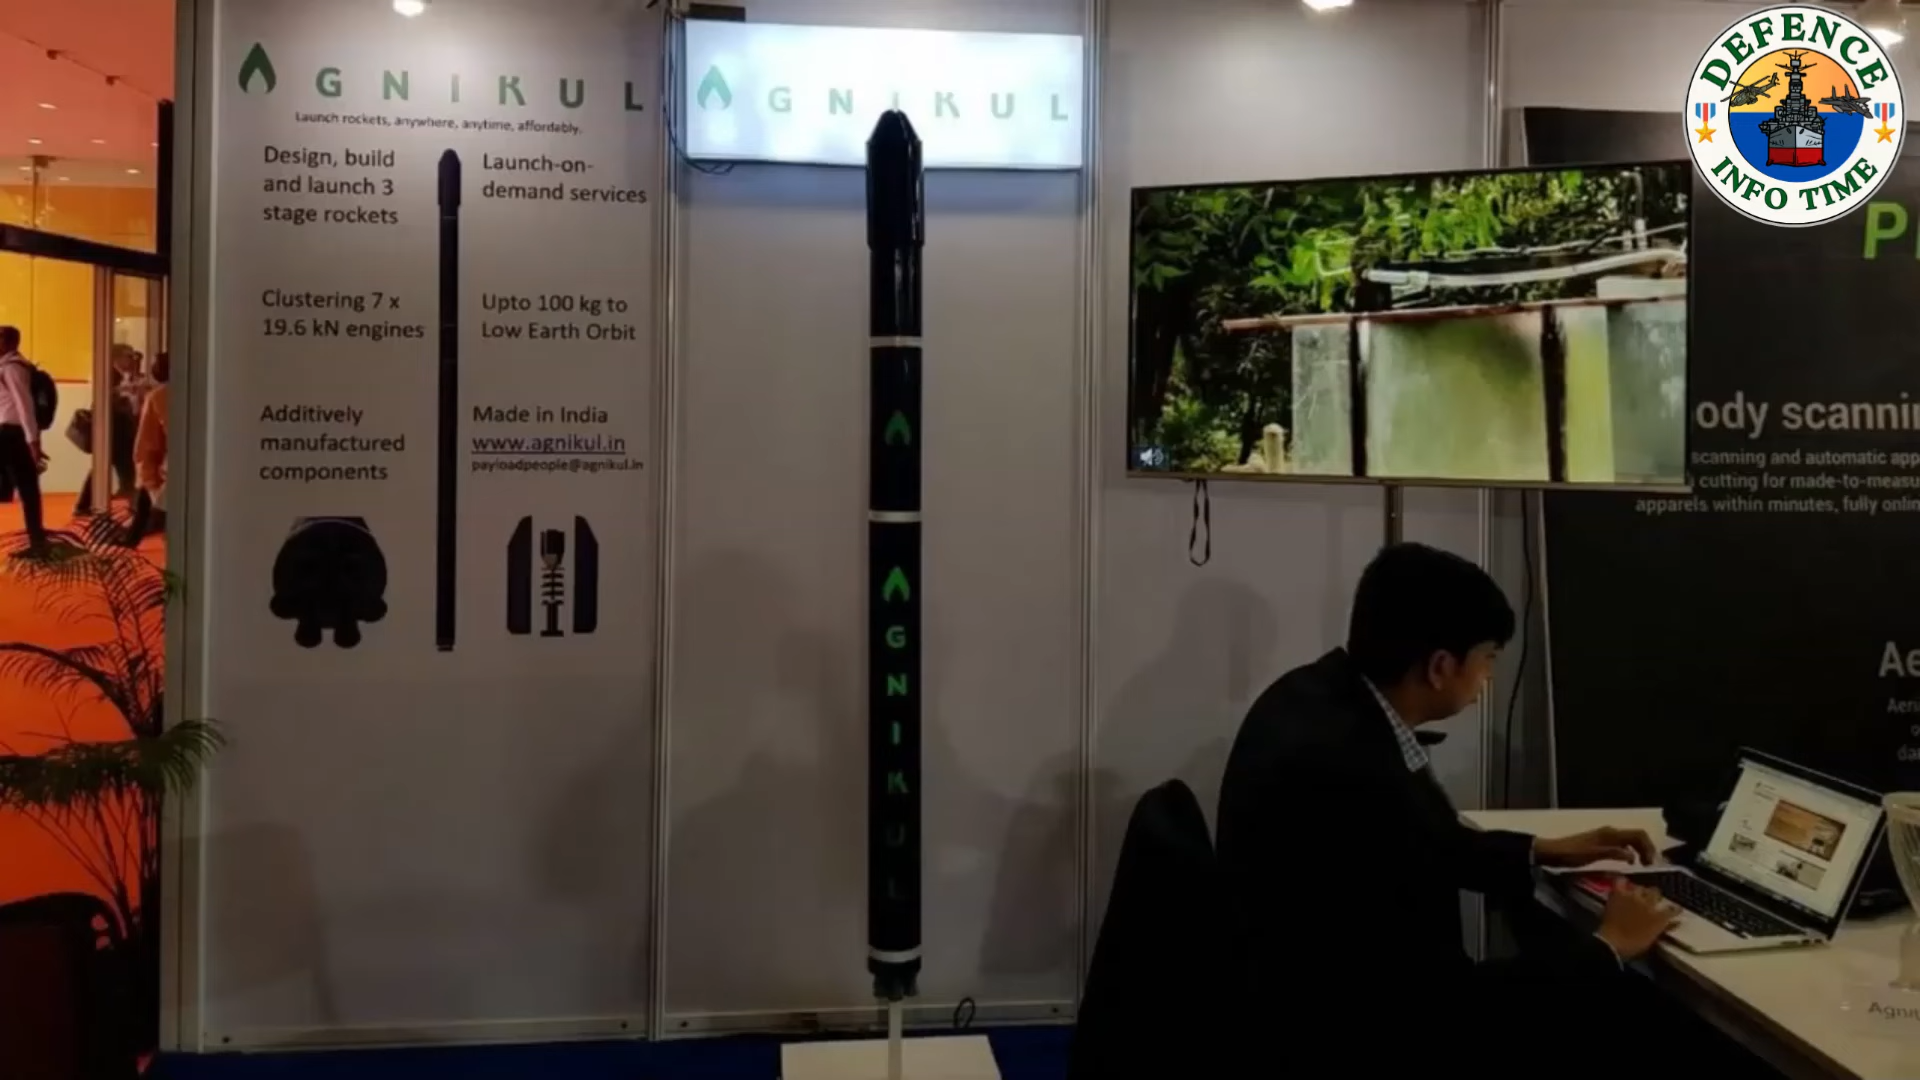 AGNIKUL
Launch rockets, anywhere, anytime, affordably.
Design, build
and launch 3
stage rockets
Launch-on-
demand services
Clustering 7 x
19.6 kN engines
Upto 100 kg to
Low Earth Orbit
Additively
manufactured
components
Made in India
www.agnikul.in
payloadpeople@agnikul.in
AGNIKUL
AGNIKUL
DEFENCE
INFO TIME
ody scanni
scanning and automatic app
cutting for made-to-measu
apparels within minutes, fully onlin
Ae